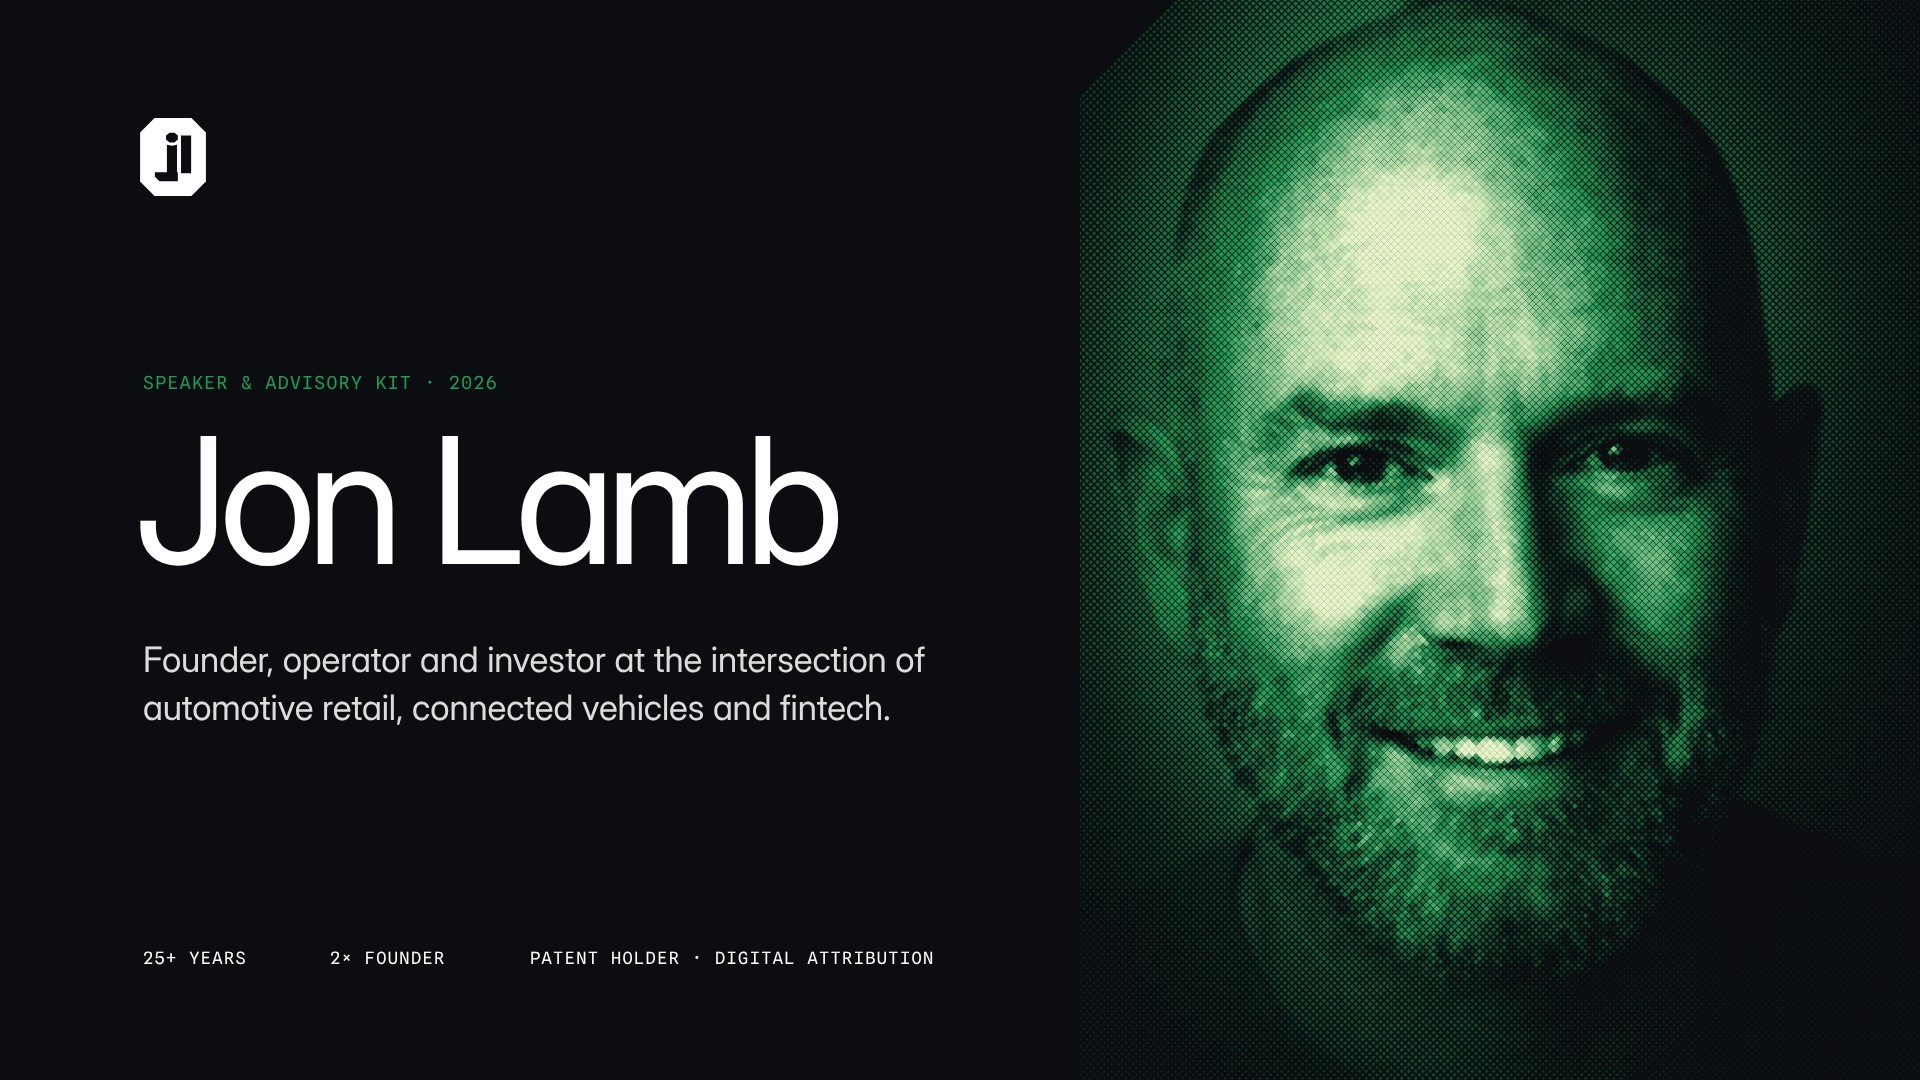 jl
SPEAKER & ADVISORY KIT · 2026
Jon Lamb
Founder, operator and investor at the intersection of
automotive retail, connected vehicles and fintech.
25+ YEARS 2× FOUNDER PATENT HOLDER · DIGITAL ATTRIBUTION